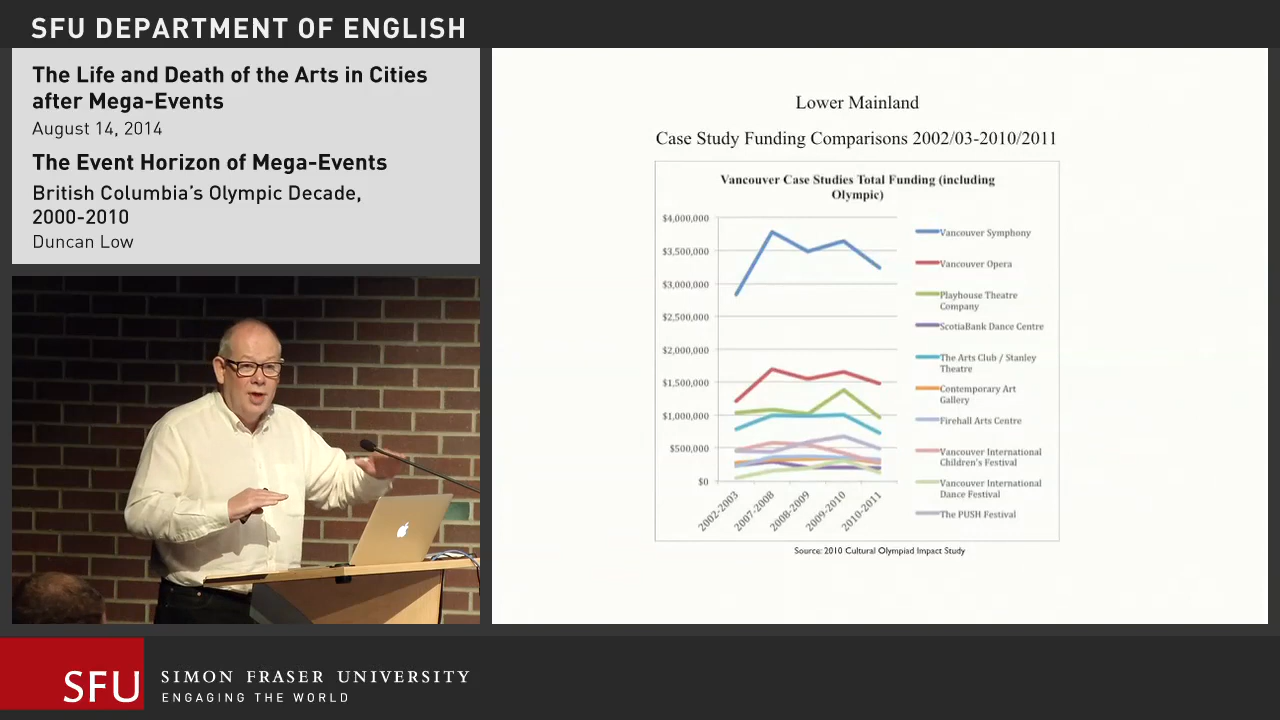 SFU DEPARTMENT OF ENGLISH
The Life and Death of the Arts in Cities
after Mega-Events
August 14, 2014
The Event Horizon of Mega-Events
British Columbia's Olympic Decade,
2000-2010
Duncan Low
Lower Mainland
Case Study Funding Comparisons 2002/03-2010/2011
Vancouver Case Studies Total Funding (including
Olympic)
$4,000,000
$3,500,000
$3,000,000
$2,500,000
$2,000,000
$1,500,000
$1,000,000
$500,000
$0
2002-2003
2007-2008
2008-2009
2009-2010
2010-2011
Vancouver Symphony
Vancouver Opera
Playhouse Theatre
Company
ScotiaBank Dance Centre
The Arts Club / Stanley
Theatre
Contemporary Art
Gallery
Firehall Arts Centre
Vancouver International
Children's Festival
Vancouver International
Dance Festival
The PUSH Festival
Source: 2010 Cultural Olympiad Impact Study
SFU
SIMON FRASER UNIVERSITY
ENGAGING THE WORLD